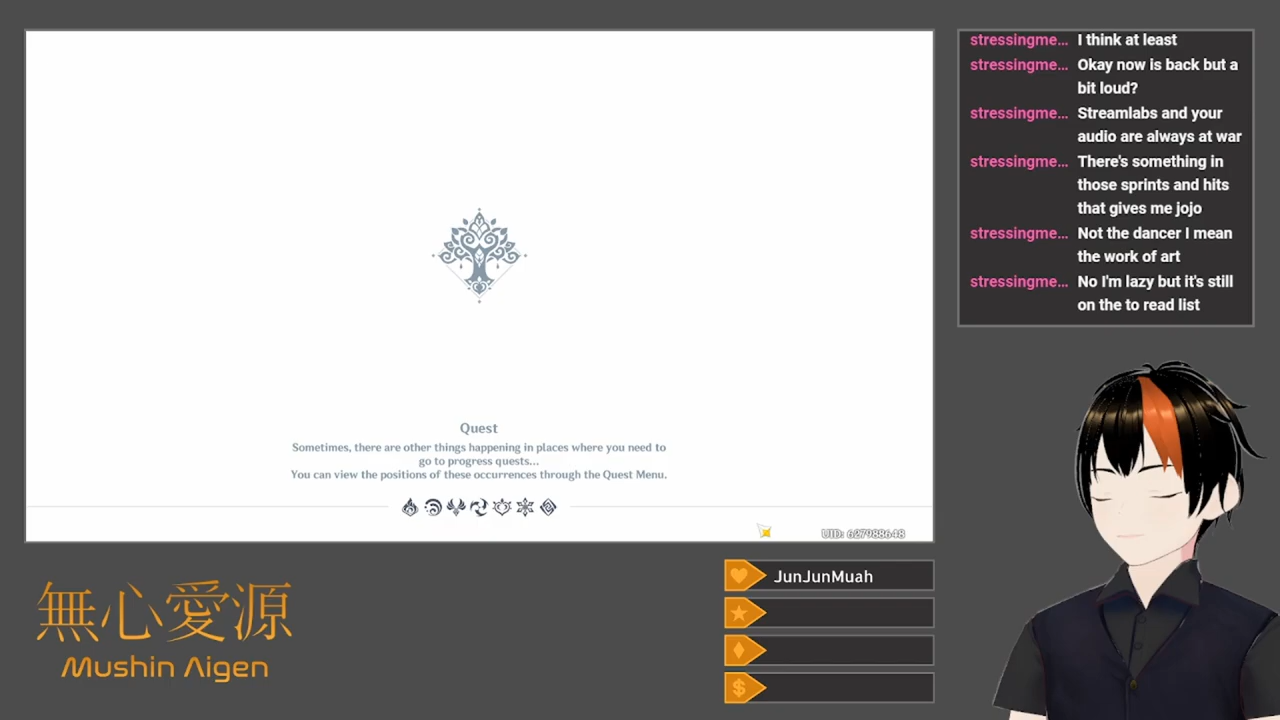 Quest
Sometimes, there are other things happening in places where you need to
go to progress quests...
You can view the positions of these occurrences through the Quest Menu.
UID: 627988648
stressingme... I think at least
stressingme... Okay now is back but a
bit loud?
stressingme... Streamlabs and your
audio are always at war
stressingme... There's something in
those sprints and hits
that gives me jojo
stressingme... Not the dancer I mean
the work of art
stressingme... No I'm lazy but it's still
on the to read list
無心愛源
Mushin Aigen
JunJunMuah